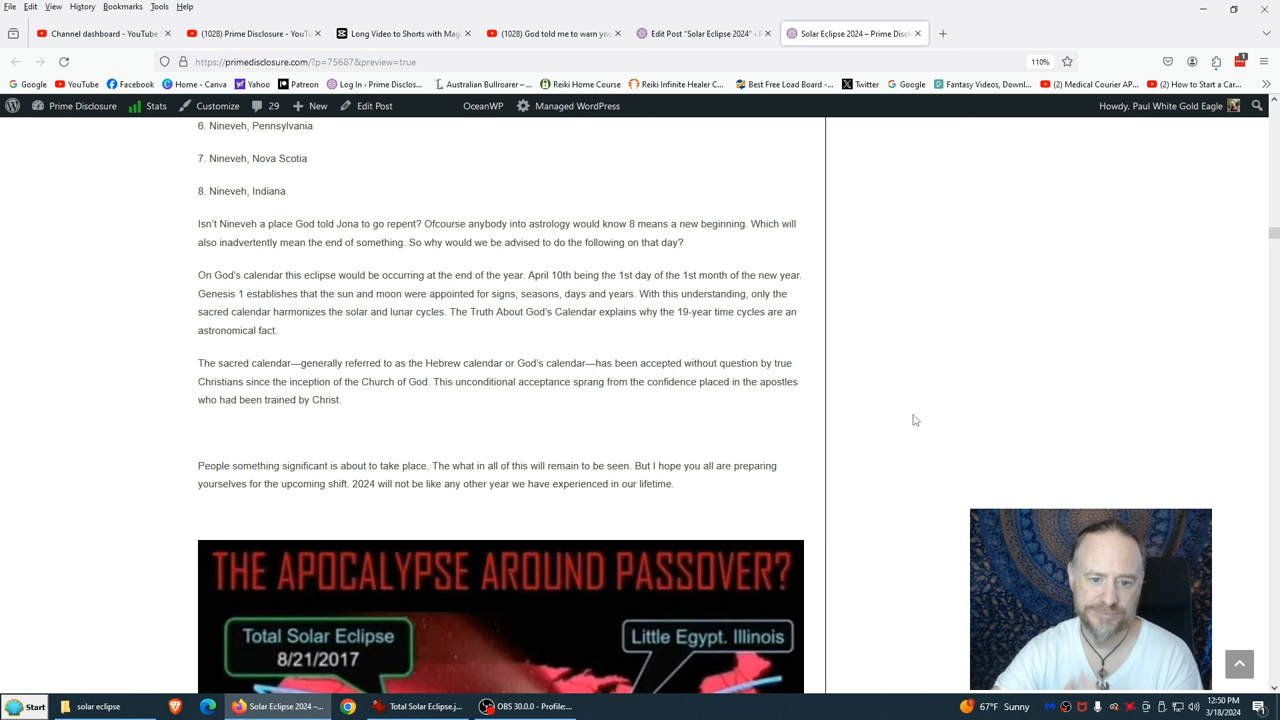 File Edit View History Bookmarks Tools Help
Channel dashboard - YouTube
(1028) Prime Disclosure - YouT
Long Video to Shorts with Mag
(1028) God told me to warn you
Edit Post "Solar Eclipse 2024"
Solar Eclipse 2024 – Prime Discl
https://primedisclosure.com/?p=75687&preview=true
110%
1
Google YouTube Facebook Home - Canva Yahoo Patreon Log In ‹ Prime Disclos... Australian Bullroarer... Reiki Home Course Reiki Infinite Healer C... Best Free Load Board -... Twitter Google Fantasy Videos, Downl... (2) Medical Courier AP... (2) How to Start a Car...
Prime Disclosure Stats Customize 29 New Edit Post OceanWP Managed WordPress Howdy, Paul White Gold Eagle
6. Nineveh, Pennsylvania
7. Nineveh, Nova Scotia
8. Nineveh, Indiana
Isn't Nineveh a place God told Jona to go repent? Ofcourse anybody into astrology would know 8 means a new beginning. Which will
also inadvertently mean the end of something. So why would we be advised to do the following on that day?
On God's calendar this eclipse would be occurring at the end of the year. April 10th being the 1st day of the 1st month of the new year.
Genesis 1 establishes that the sun and moon were appointed for signs, seasons, days and years. With this understanding, only the
sacred calendar harmonizes the solar and lunar cycles. The Truth About God's Calendar explains why the 19-year time cycles are an
astronomical fact.
The sacred calendar—generally referred to as the Hebrew calendar or God's calendar—has been accepted without question by true
Christians since the inception of the Church of God. This unconditional acceptance sprang from the confidence placed in the apostles
who had been trained by Christ.
People something significant is about to take place. The what in all of this will remain to be seen. But I hope you all are preparing
yourselves for the upcoming shift. 2024 will not be like any other year we have experienced in our lifetime.
THE APOCALYPSE AROUND PASSOVER?
Total Solar Eclipse
8/21/2017
Little Egypt. Illinois
Start
solar eclipse
Solar Eclipse 2024 –...
Total Solar Eclipse.j...
OBS 30.0.0 - Profile:...
67°F Sunny
12:50 PM
3/18/2024
1